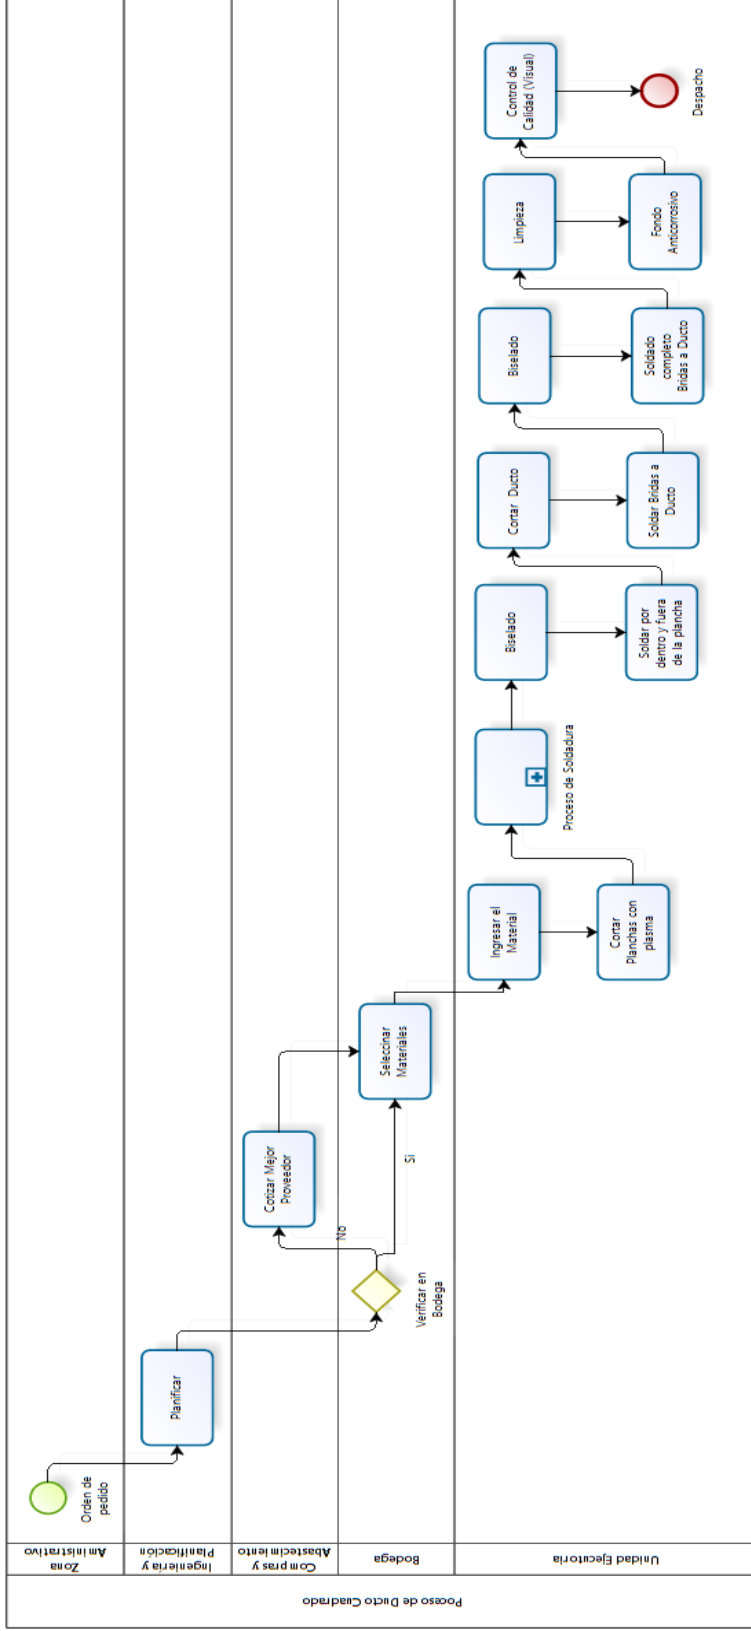 Poceso de Ducto Cuadrado
Zona
Aministrativo
Ingeniería y
Planificación
Compras y
Abastecimiento
Bodega
Unidad Ejecutoria
Orden de
pedido
Planificar
Verificar en
Bodega
No
Si
Cotizar Mejor
Proveedor
Seleccinar
Materiales
Ingresar el
Material
Cortar
Planchas con
plasma
Proceso de Soldadura
Biselado
Soldar por
dentro y fuera
de la plancha
Cortar Ducto
Soldar Bridas a
Ducto
Biselado
Soldado
completo
Bridas a Ducto
Limpieza
Fondo
Anticorrosivo
Control de
Calidad (Visual)
Despacho